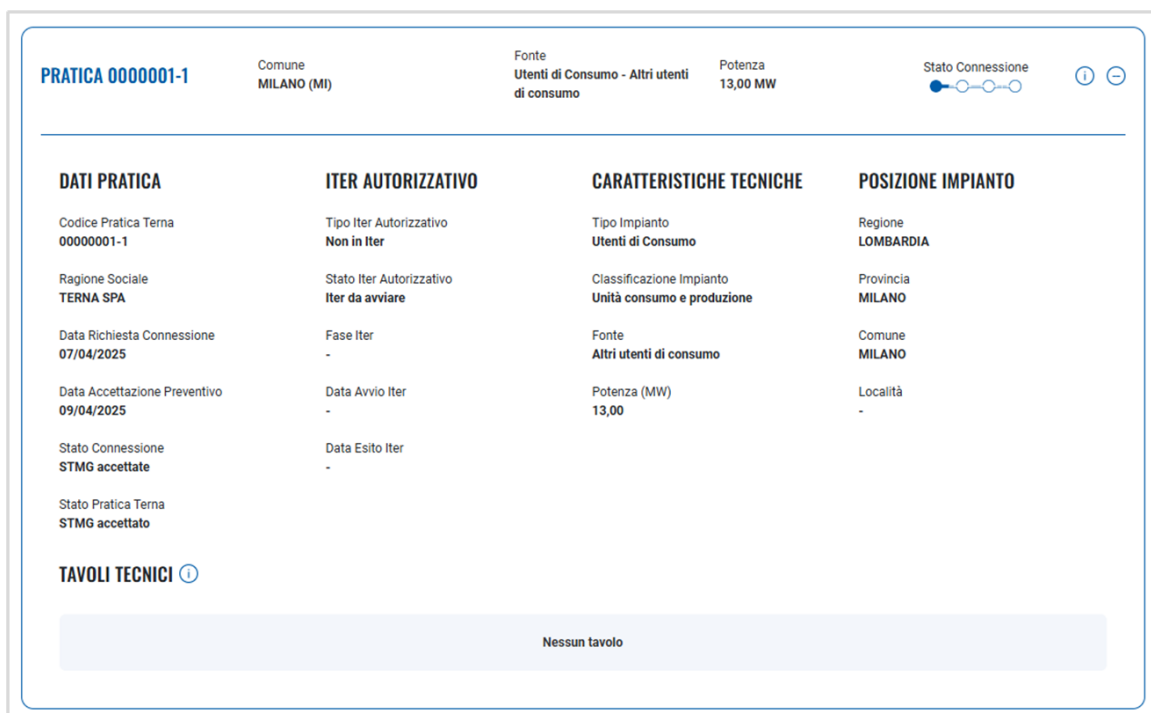 PRATICA 0000001-1
Comune
MILANO (MI)
Fonte
Utenti di Consumo - Altri utenti
di consumo
Potenza
13,00 MW
Stato Connessione
DATI PRATICA
Codice Pratica Terna
00000001-1
Ragione Sociale
TERNA SPA
Data Richiesta Connessione
07/04/2025
Data Accettazione Preventivo
09/04/2025
Stato Connessione
STMG accettate
Stato Pratica Terna
STMG accettato
ITER AUTORIZZATIVO
Tipo Iter Autorizzativo
Non in Iter
Stato Iter Autorizzativo
Iter da avviare
Fase Iter
-
Data Avvio Iter
-
Data Esito Iter
-
CARATTERISTICHE TECNICHE
Tipo Impianto
Utenti di Consumo
Classificazione Impianto
Unità consumo e produzione
Fonte
Altri utenti di consumo
Potenza (MW)
13,00
POSIZIONE IMPIANTO
Regione
LOMBARDIA
Provincia
MILANO
Comune
MILANO
Località
-
TAVOLI TECNICI
Nessun tavolo